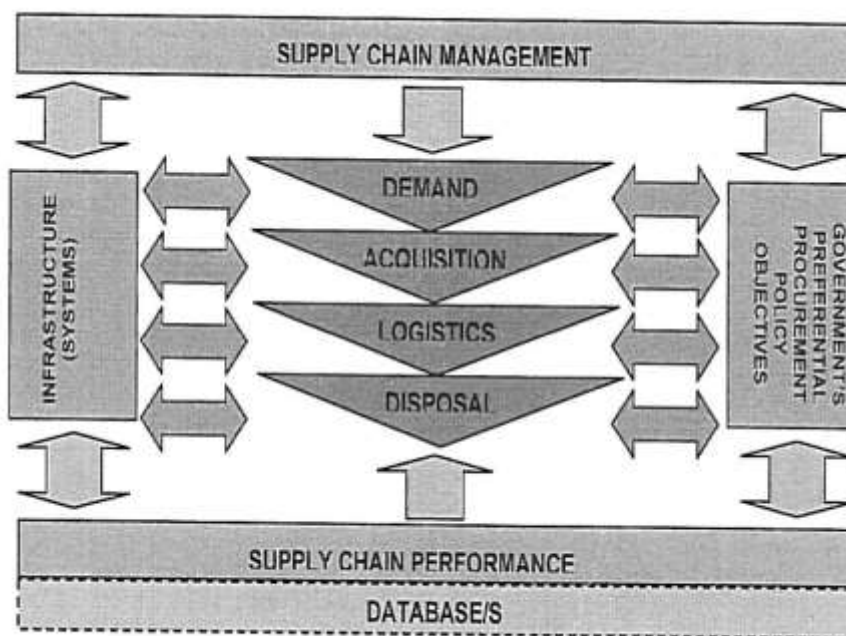 SUPPLY CHAIN MANAGEMENT
DEMAND
ACQUISITION
LOGISTICS
DISPOSAL
INFRASTRUCTURE
(SYSTEMS)
GOVERNMENT'S
PREFERENTIAL
PROCUREMENT
POLICY
OBJECTIVES
SUPPLY CHAIN PERFORMANCE
DATABASE/S